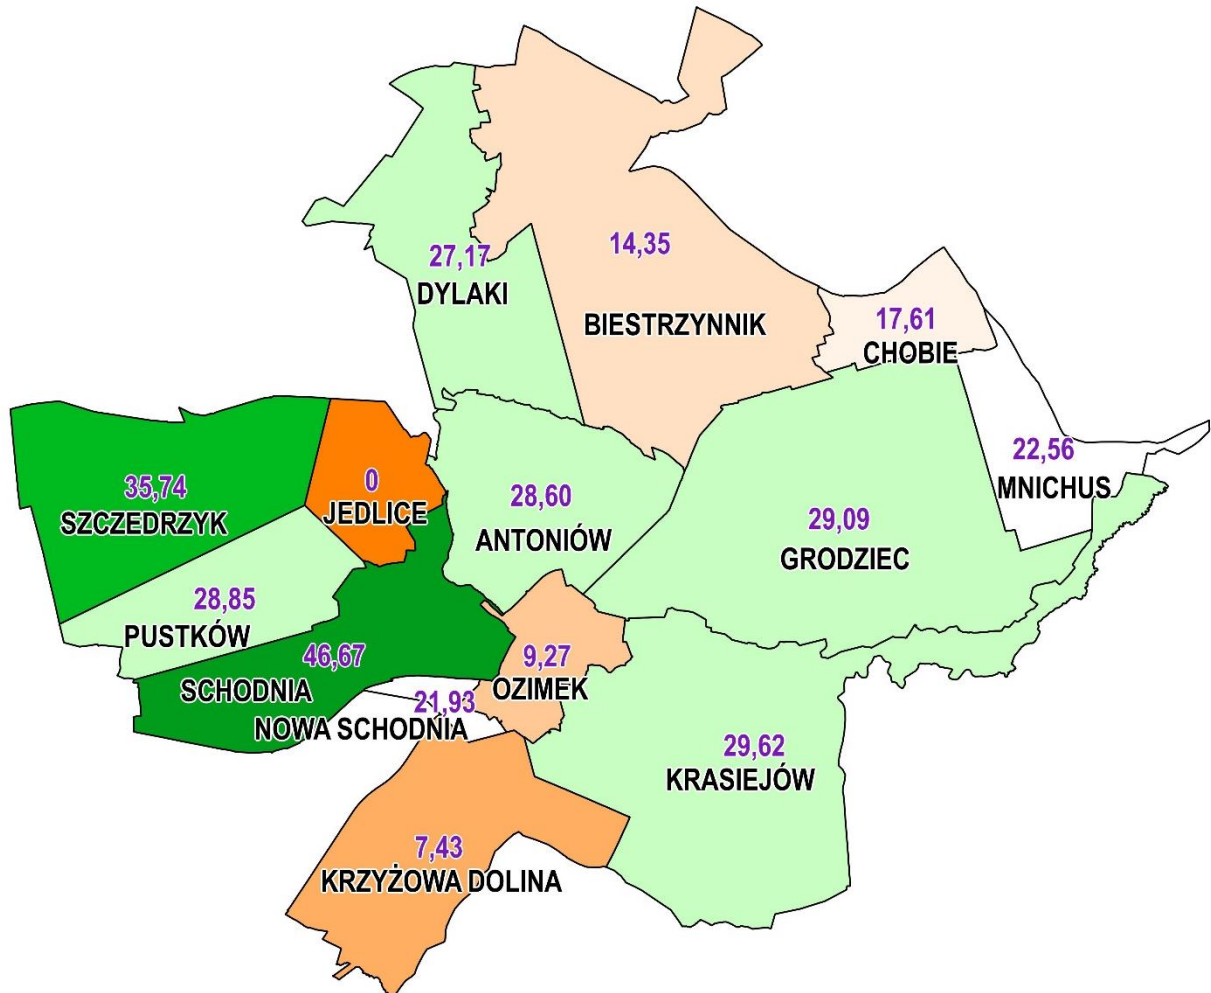 14,35
BIESTRZYNNIK
27,17
DYLAKI
17,61
CHOBIE
22,56
MNICHUS
35,74
SZCZEDRZYK
0
JEDLICE
28,60
ANTONIÓW
29,09
GRODZIEC
28,85
PUSTKÓW
46,67
SCHODNIA
9,27
OZIMEK
21,93
NOWA SCHODNIA
29,62
KRASIEJÓW
7,43
KRZYŻOWA DOLINA